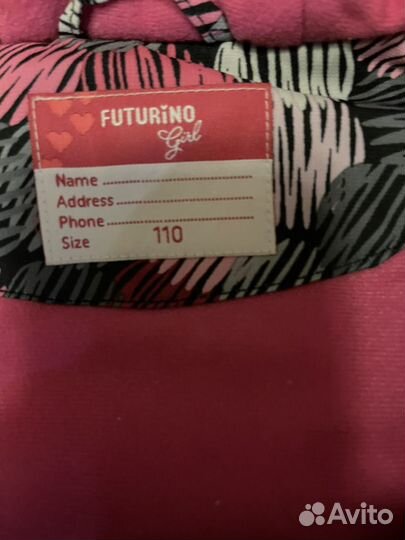 FUTURiNO
Girl
Name
Address
Phone
Size 110
Avito